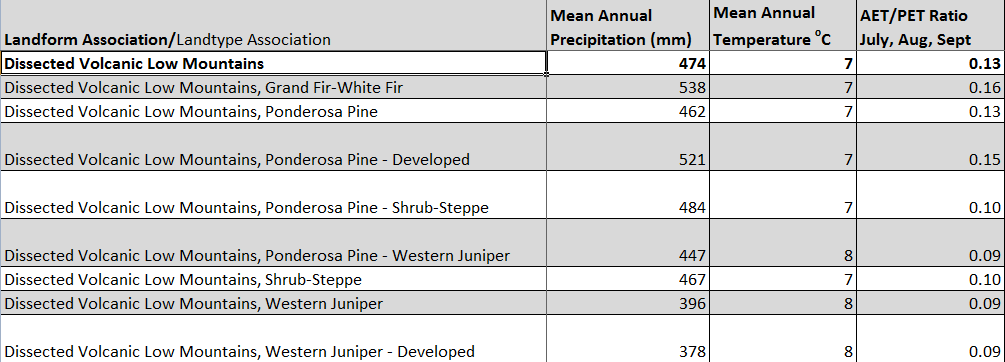 Landform Association/Landtype Association Mean Annual Precipitation (mm) Mean Annual Temperature ⁰C AET/PET Ratio July, Aug, Sept
Dissected Volcanic Low Mountains 474 7 0.13
Dissected Volcanic Low Mountains, Grand Fir-White Fir 538 7 0.16
Dissected Volcanic Low Mountains, Ponderosa Pine 462 7 0.13
Dissected Volcanic Low Mountains, Ponderosa Pine - Developed 521 7 0.15
Dissected Volcanic Low Mountains, Ponderosa Pine - Shrub-Steppe 484 7 0.10
Dissected Volcanic Low Mountains, Ponderosa Pine - Western Juniper 447 8 0.09
Dissected Volcanic Low Mountains, Shrub-Steppe 467 7 0.10
Dissected Volcanic Low Mountains, Western Juniper 396 8 0.09
Dissected Volcanic Low Mountains, Western Juniper - Developed 378 8 0.09